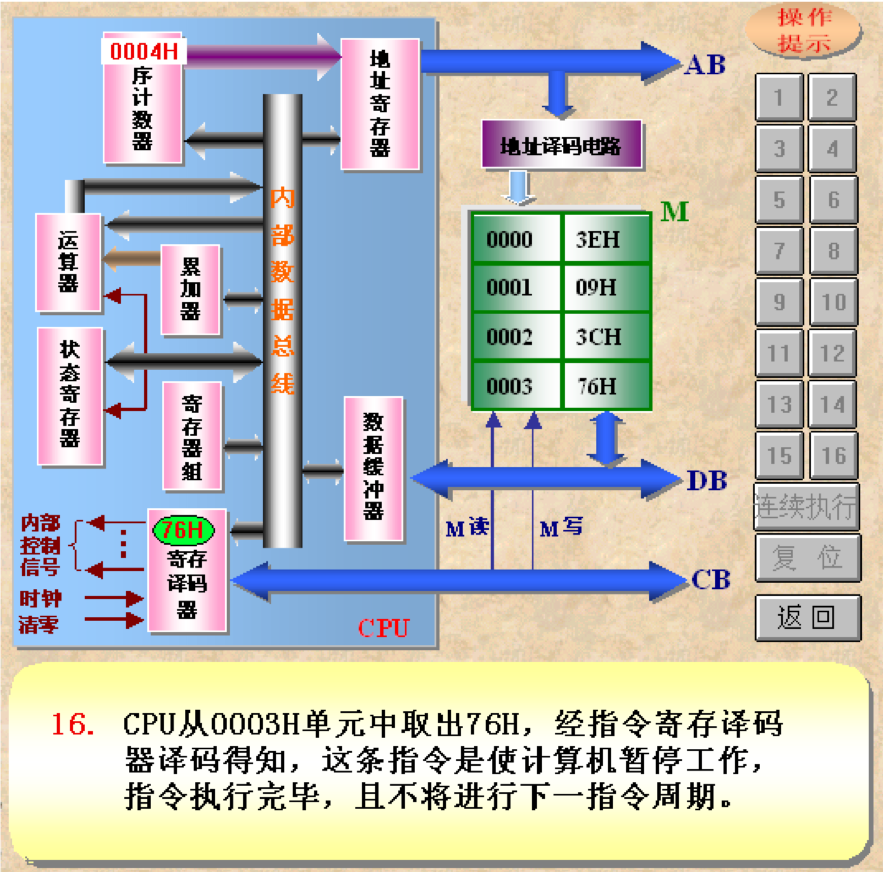 操作
提示
0004H
序计数器
地址寄存器
AB
1
2
地址译码电路
3
4
内部数据总线
M
5
6
运算器
累加器
0000
3EH
7
8
0001
09H
9
10
状态寄存器
0002
3CH
11
12
寄存器组
0003
76H
13
14
数据缓冲器
15
16
DB
M读
M写
连续执行
内部
控制
信号
76H
寄存
译码
器
复 位
CB
时钟
清零
CPU
返回
16. CPU从0003H单元中取出76H，经指令寄存译码
器译码得知，这条指令是使计算机暂停工作，
指令执行完毕，且不将进行下一指令周期。